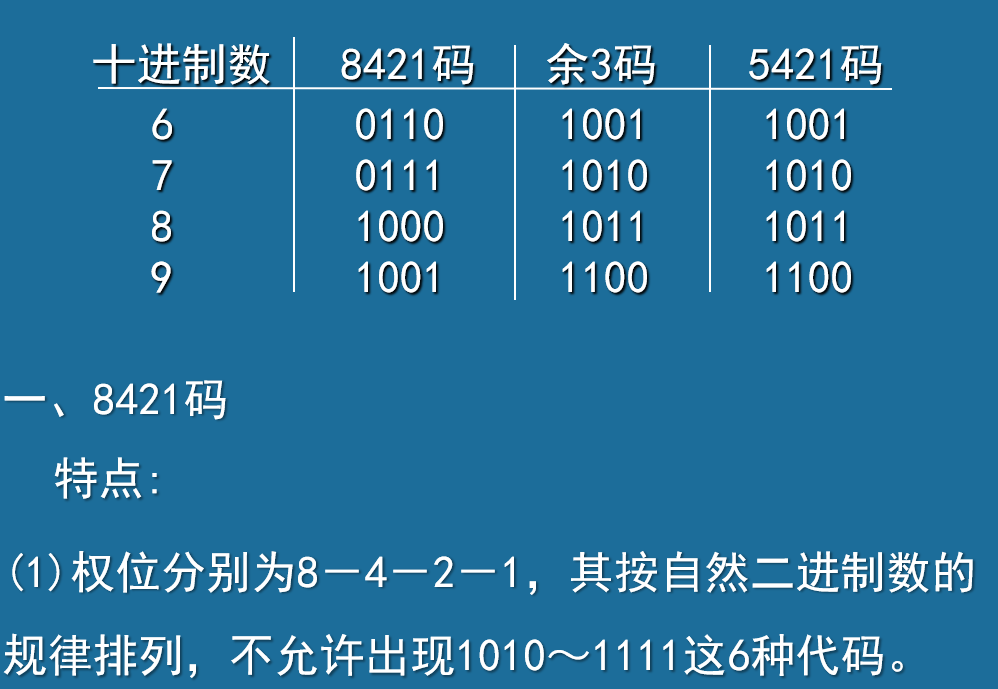 十进制数 8421码 余3码 5421码
6 0110 1001 1001
7 0111 1010 1010
8 1000 1011 1011
9 1001 1100 1100
一、8421码
特点:
(1)权位分别为8－4－2－1，其按自然二进制数的
规律排列，不允许出现1010～1111这6种代码。